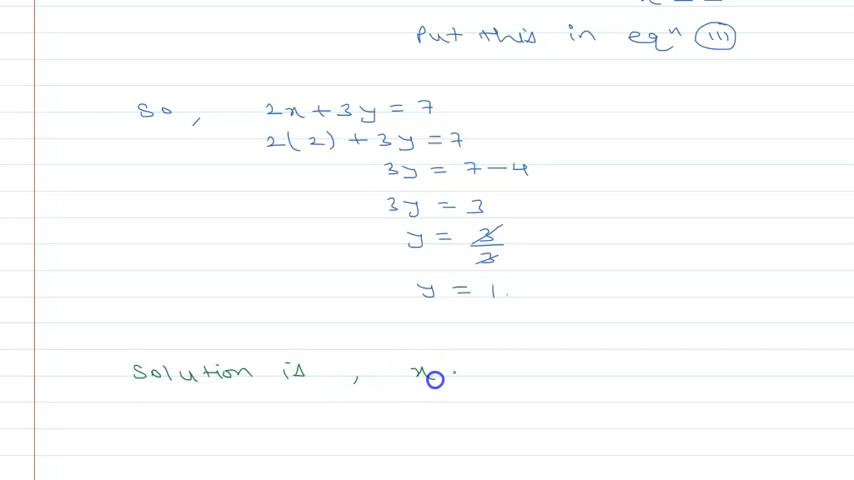 Put this in eqⁿ (III)
So, 2x + 3y = 7
2(2) + 3y = 7
3y = 7 - 4
3y = 3
y = 3/3
y = 1.
Solution is, x